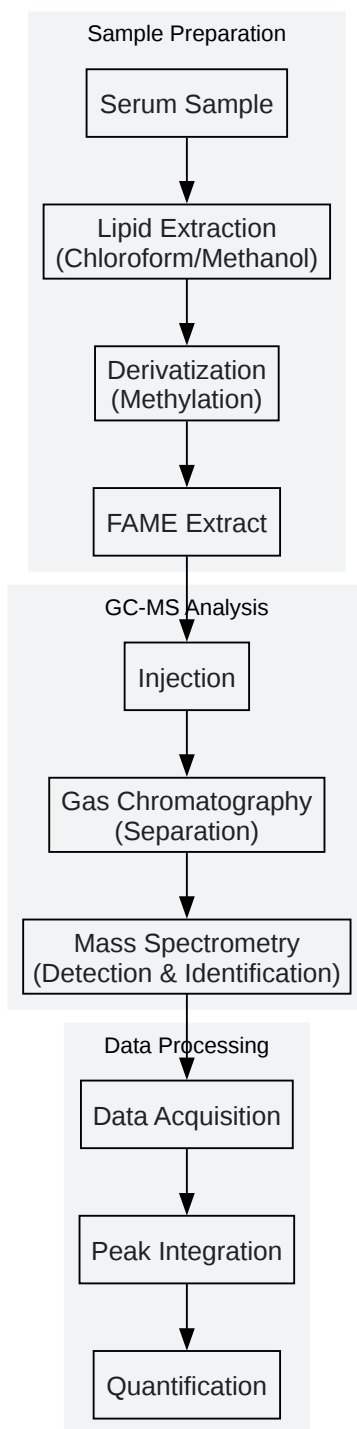 Sample Preparation
Serum Sample
Lipid Extraction
(Chloroform/Methanol)
Derivatization
(Methylation)
FAME Extract
GC-MS Analysis
Injection
Gas Chromatography
(Separation)
Mass Spectrometry
(Detection & Identification)
Data Processing
Data Acquisition
Peak Integration
Quantification